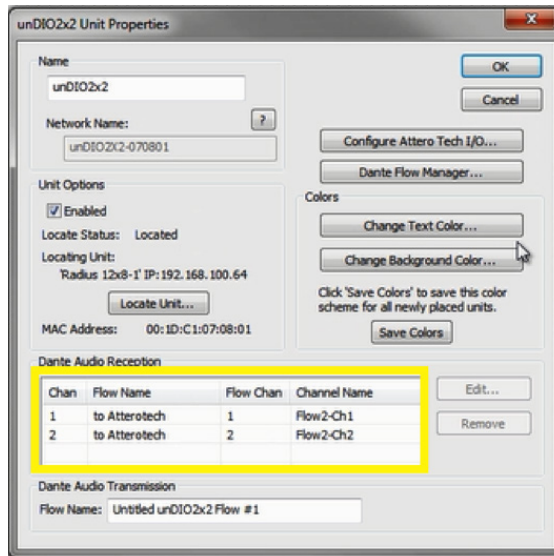 unDIO2x2 Unit Properties
Name
unDIO2x2
Network Name:
?
unDIO2X2-070801
OK
Cancel
Configure Attero Tech I/O...
Dante Flow Manager...
Unit Options
Enabled
Locate Status: Located
Locating Unit:
'Radius 12x8-1' IP:192.168.100.64
Locate Unit...
MAC Address: 00:1D:C1:07:08:01
Colors
Change Text Color...
Change Background Color...
Click 'Save Colors' to save this color
scheme for all newly placed units.
Save Colors
Dante Audio Reception
Chan Flow Name Flow Chan Channel Name
1 to Atterotech 1 Flow2-Ch1
2 to Atterotech 2 Flow2-Ch2
Edit...
Remove
Dante Audio Transmission
Flow Name: Untitled unDIO2x2 Flow #1